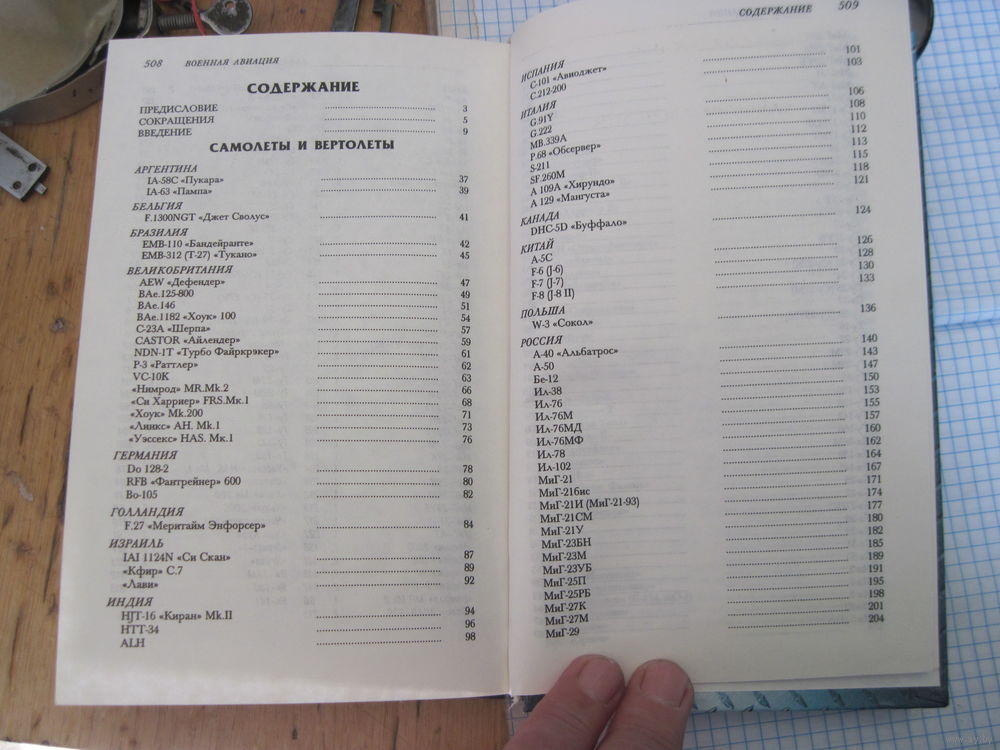 508 ВОЕННАЯ АВИАЦИЯ
СОДЕРЖАНИЕ
ПРЕДИСЛОВИЕ 3
СОКРАЩЕНИЯ 5
ВВЕДЕНИЕ 9
САМОЛЕТЫ И ВЕРТОЛЕТЫ
АРГЕНТИНА
IA-58C «Пукара» 37
IA-63 «Пампа» 39
БЕЛЬГИЯ
F.1300NGT «Джет Сволус» 41
БРАЗИЛИЯ
EMB-110 «Бандейранте» 42
EMB-312 (T-27) «Тукано» 45
ВЕЛИКОБРИТАНИЯ
AEW «Дефендер» 47
BAe.125-800 49
BAe.146 51
BAe.1182 «Хоук» 100 54
C-23A «Шерпа» 57
CASTOR «Айлендер» 59
NDN-1T «Турбо Файркрэкер» 61
P-3 «Раттлер» 62
VC-10K 63
«Нимрод» MR.Mk.2 66
«Си Харриер» FRS.Мк.1 68
«Хоук» Mk.200 71
«Линкс» AH. Mk.1 73
«Уэссекс» HAS. Мк.1 76
ГЕРМАНИЯ
Do 128-2 78
RFB «Фантрейнер» 600 80
Bo-105 82
ГОЛЛАНДИЯ
F.27 «Меритайм Энфорсер» 84
ИЗРАИЛЬ
IAI 1124N «Си Скан» 87
«Кфир» C.7 89
«Лави» 92
ИНДИЯ
HJT-16 «Киран» Mk.II 94
HTT-34 96
ALH 98
СОДЕРЖАНИЕ 509
ИСПАНИЯ
C-101 «Авиоджет» 101
C.212-200 103
ИТАЛИЯ
G.91Y 106
G.222 108
MB.339A 110
P.68 «Обсервер» 112
S-211 113
SF.260M 115
A 109A «Хирундо» 118
A 129 «Мангуста» 121
КАНАДА
DHC-5D «Буффало» 124
КИТАЙ
A-5C 126
F-6 (J-6) 128
F-7 (J-7) 130
F-8 (J-8 II) 133
ПОЛЬША
W-3 «Сокол» 136
РОССИЯ
А-40 «Альбатрос» 140
А-50 143
Бе-12 147
Ил-38 150
Ил-76 153
Ил-76М 155
Ил-76МД 157
Ил-76МФ 160
Ил-78 162
Ил-102 164
МиГ-21 167
МиГ-21бис 171
МиГ-21И (МиГ-21-93) 174
МиГ-21СМ 177
МиГ-21У 180
МиГ-23БН 182
МиГ-23М 185
МиГ-23УБ 189
МиГ-25П 191
МиГ-25РБ 195
МиГ-27К 198
МиГ-27М 201
МиГ-29 204